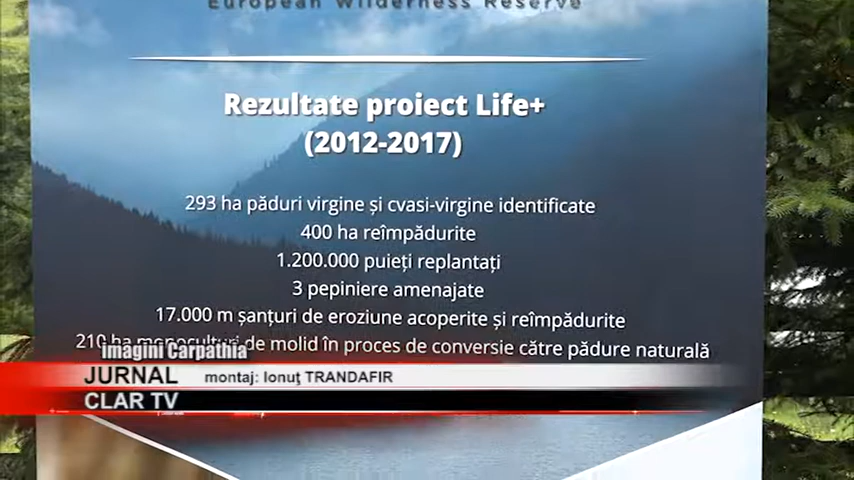 European Wilderness Reserve
Rezultate proiect Life+
(2012-2017)
293 ha păduri virgine și cvasi-virgine identificate
400 ha reîmpădurite
1.200.000 puieți replantați
3 pepiniere amenajate
17.000 m șanțuri de eroziune acoperite și reîmpădurite
210 ha monoculturi de molid în proces de conversie către pădure naturală
Imagini Carpathia
JURNAL
montaj: Ionuţ TRANDAFIR
CLAR TV